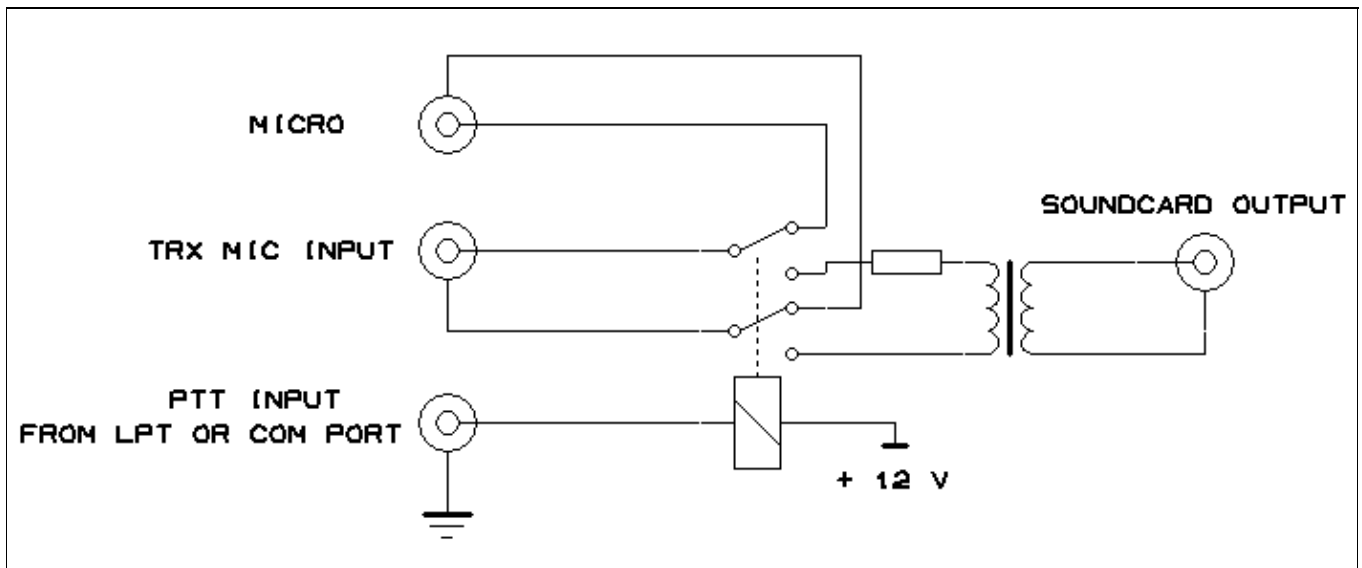 MICRO
SOUNDCARD OUTPUT
TRX MIC INPUT
PTT INPUT
FROM LPT OR COM PORT
+ 12 V